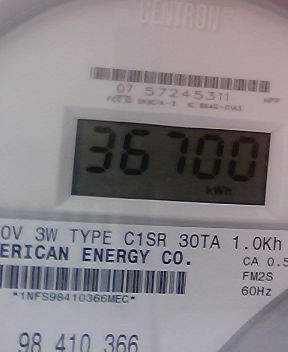 CENTRON®
07 57245311
36700
kWh
0V 3W TYPE C1SR 30TA 1.0Kh
ERICAN ENERGY CO.
CA 0.5
FM2S
*1NFS98410366MEC*
60Hz
98 410 366